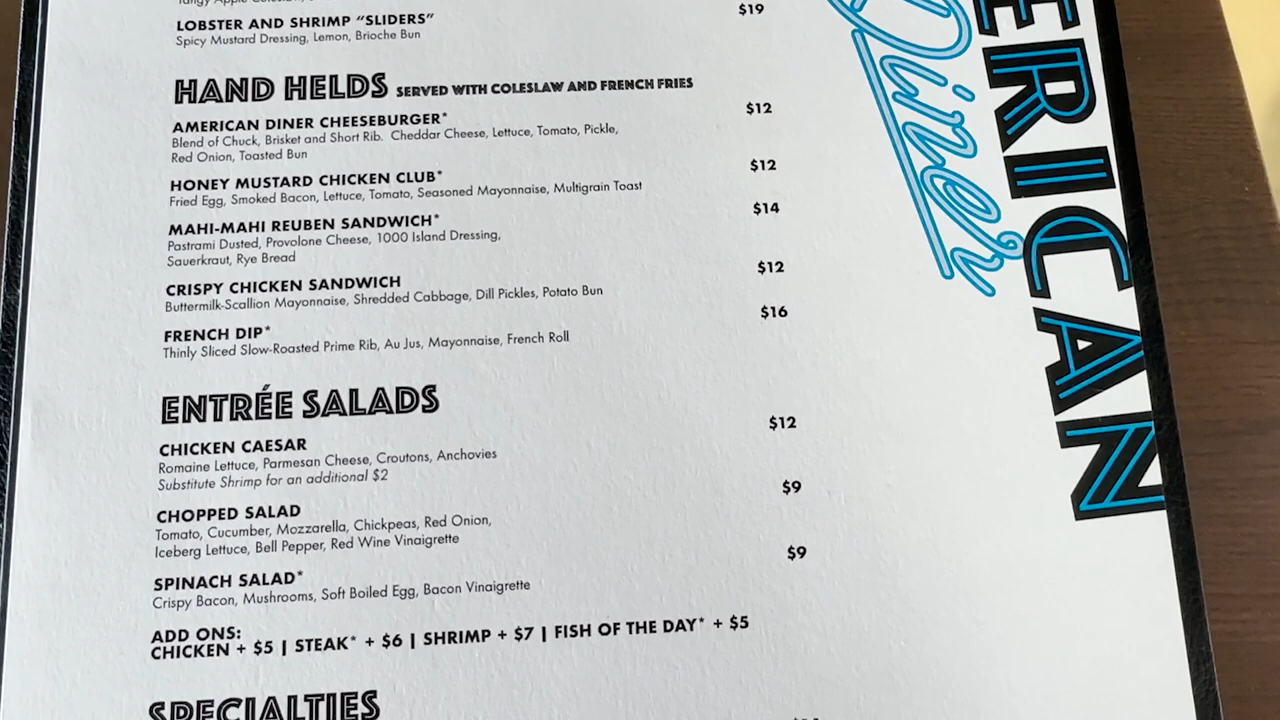 LOBSTER AND SHRIMP “SLIDERS” $19
Spicy Mustard Dressing, Lemon, Brioche Bun
HAND HELDS SERVED WITH COLESLAW AND FRENCH FRIES
AMERICAN DINER CHEESEBURGER* $12
Blend of Chuck, Brisket and Short Rib. Cheddar Cheese, Lettuce, Tomato, Pickle,
Red Onion, Toasted Bun
HONEY MUSTARD CHICKEN CLUB* $12
Fried Egg, Smoked Bacon, Lettuce, Tomato, Seasoned Mayonnaise, Multigrain Toast
MAHI-MAHI REUBEN SANDWICH* $14
Pastrami Dusted, Provolone Cheese, 1000 Island Dressing,
Sauerkraut, Rye Bread
CRISPY CHICKEN SANDWICH $12
Buttermilk-Scallion Mayonnaise, Shredded Cabbage, Dill Pickles, Potato Bun
FRENCH DIP* $16
Thinly Sliced Slow-Roasted Prime Rib, Au Jus, Mayonnaise, French Roll
ENTRÉE SALADS
CHICKEN CAESAR $12
Romaine Lettuce, Parmesan Cheese, Croutons, Anchovies
Substitute Shrimp for an additional $2
CHOPPED SALAD $9
Tomato, Cucumber, Mozzarella, Chickpeas, Red Onion,
Iceberg Lettuce, Bell Pepper, Red Wine Vinaigrette
SPINACH SALAD* $9
Crispy Bacon, Mushrooms, Soft Boiled Egg, Bacon Vinaigrette
ADD ONS:
CHICKEN + $5 | STEAK* + $6 | SHRIMP + $7 | FISH OF THE DAY* + $5
SPECIALTIES
ERICAN
Diner